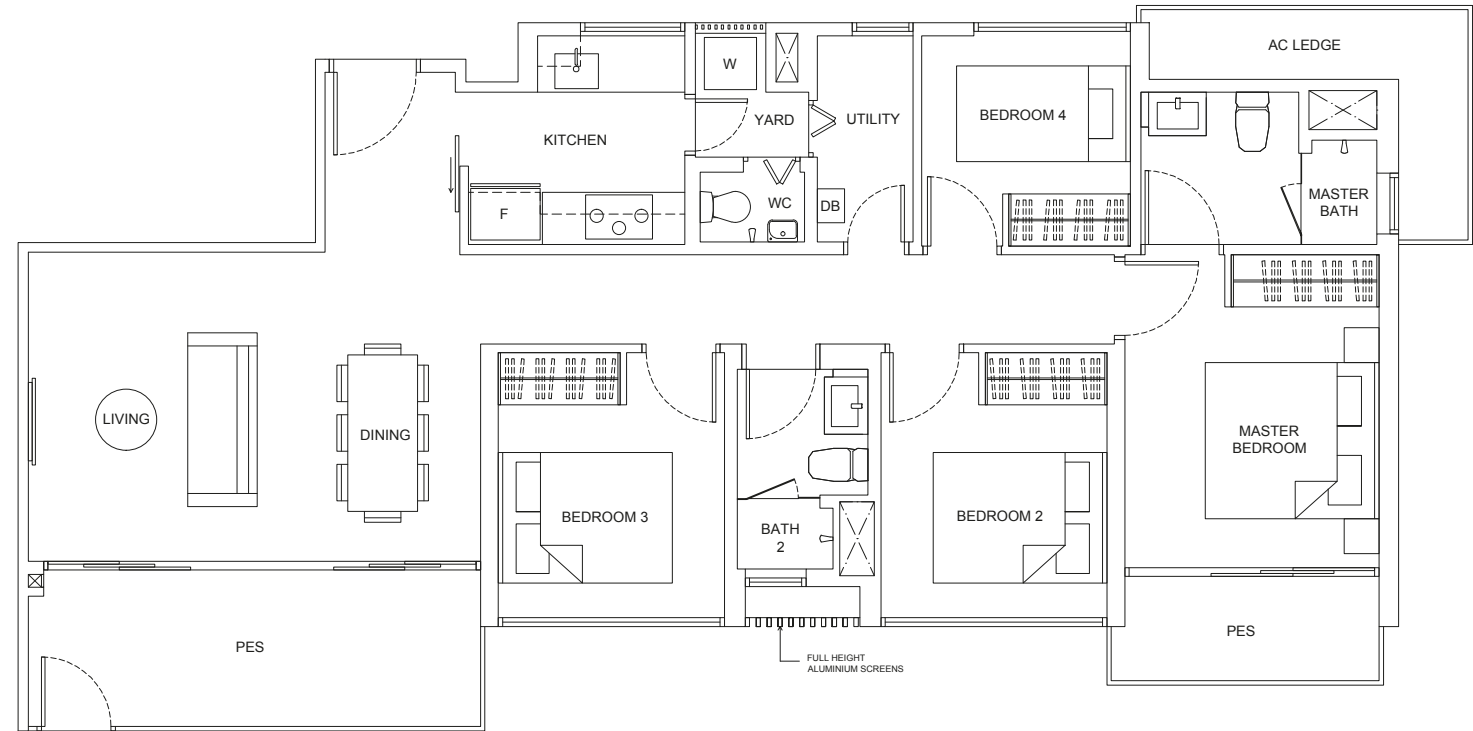 AC LEDGE
W
KITCHEN
YARD
UTILITY
BEDROOM 4
F
WC
DB
MASTER
BATH
LIVING
DINING
BEDROOM 3
BATH
2
BEDROOM 2
MASTER
BEDROOM
PES
PES
FULL HEIGHT
ALUMINIUM SCREENS